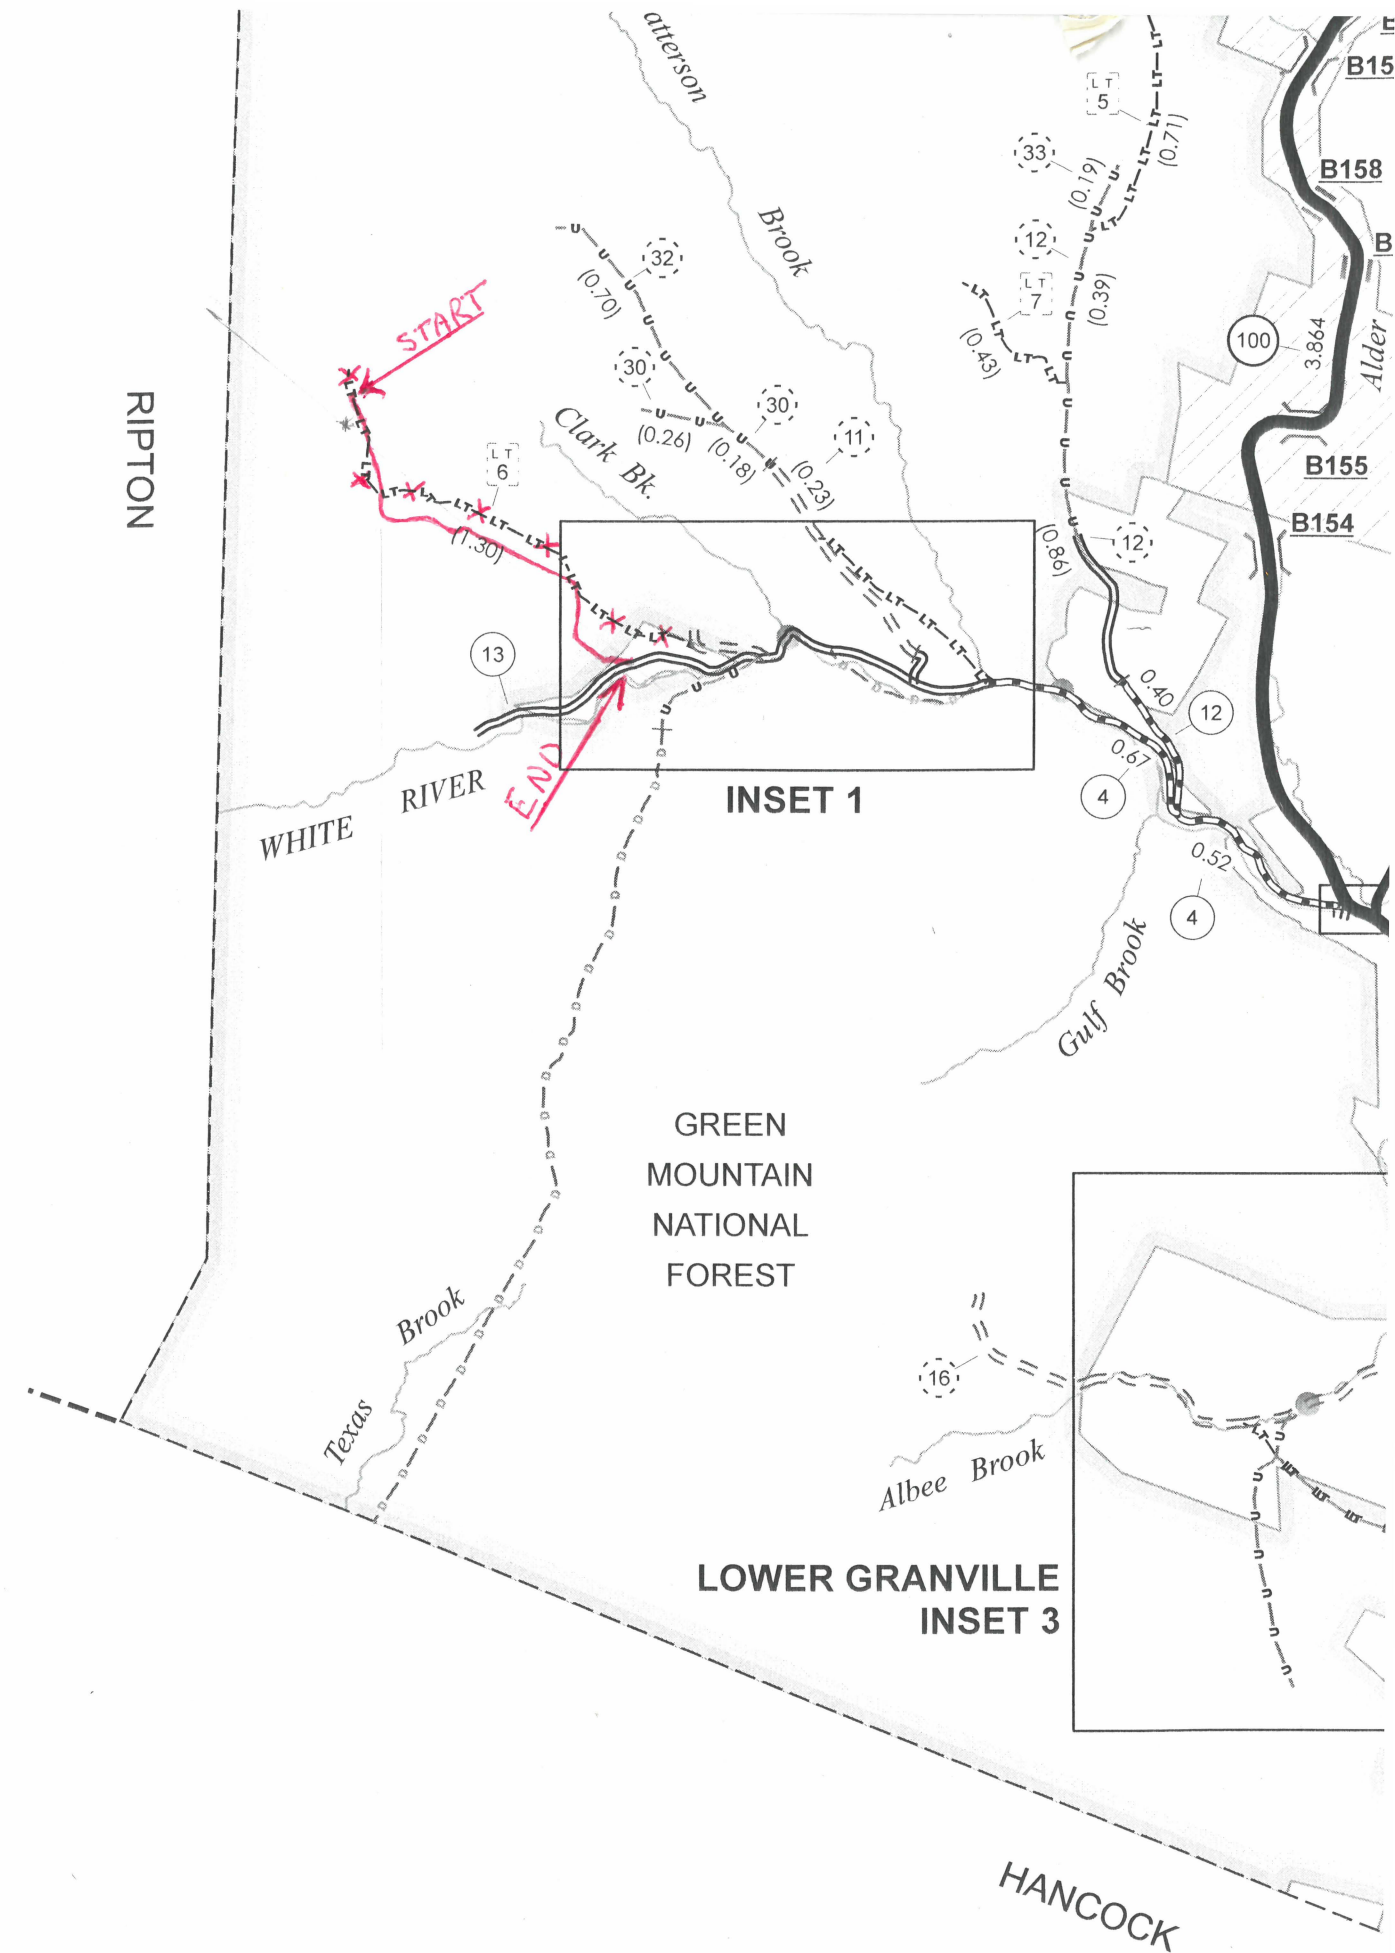 atterson
Brook
LT
5
(0.71)
33
(0.19)
12
LT
7
(0.39)
(0.43)
B15
B158
B
100
3.864
Alder
B155
B154
32
(0.70)
30
(0.26)
30
(0.18)
11
(0.23)
Clark Bk.
START
RIPTON
LT
6
(1.30)
12
(0.86)
13
0.40
12
0.67
4
0.52
4
END
INSET 1
WHITE RIVER
Gulf Brook
GREEN
MOUNTAIN
NATIONAL
FOREST
Texas Brook
16
Albee Brook
LOWER GRANVILLE
INSET 3
HANCOCK